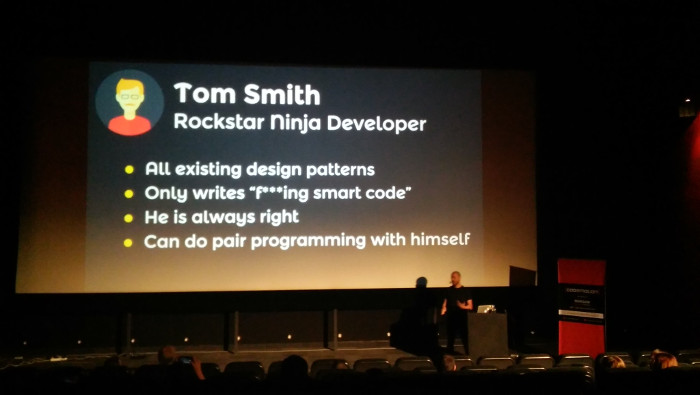 Tom Smith
Rockstar Ninja Developer
All existing design patterns
Only writes "f***ing smart code"
He is always right
Can do pair programming with himself